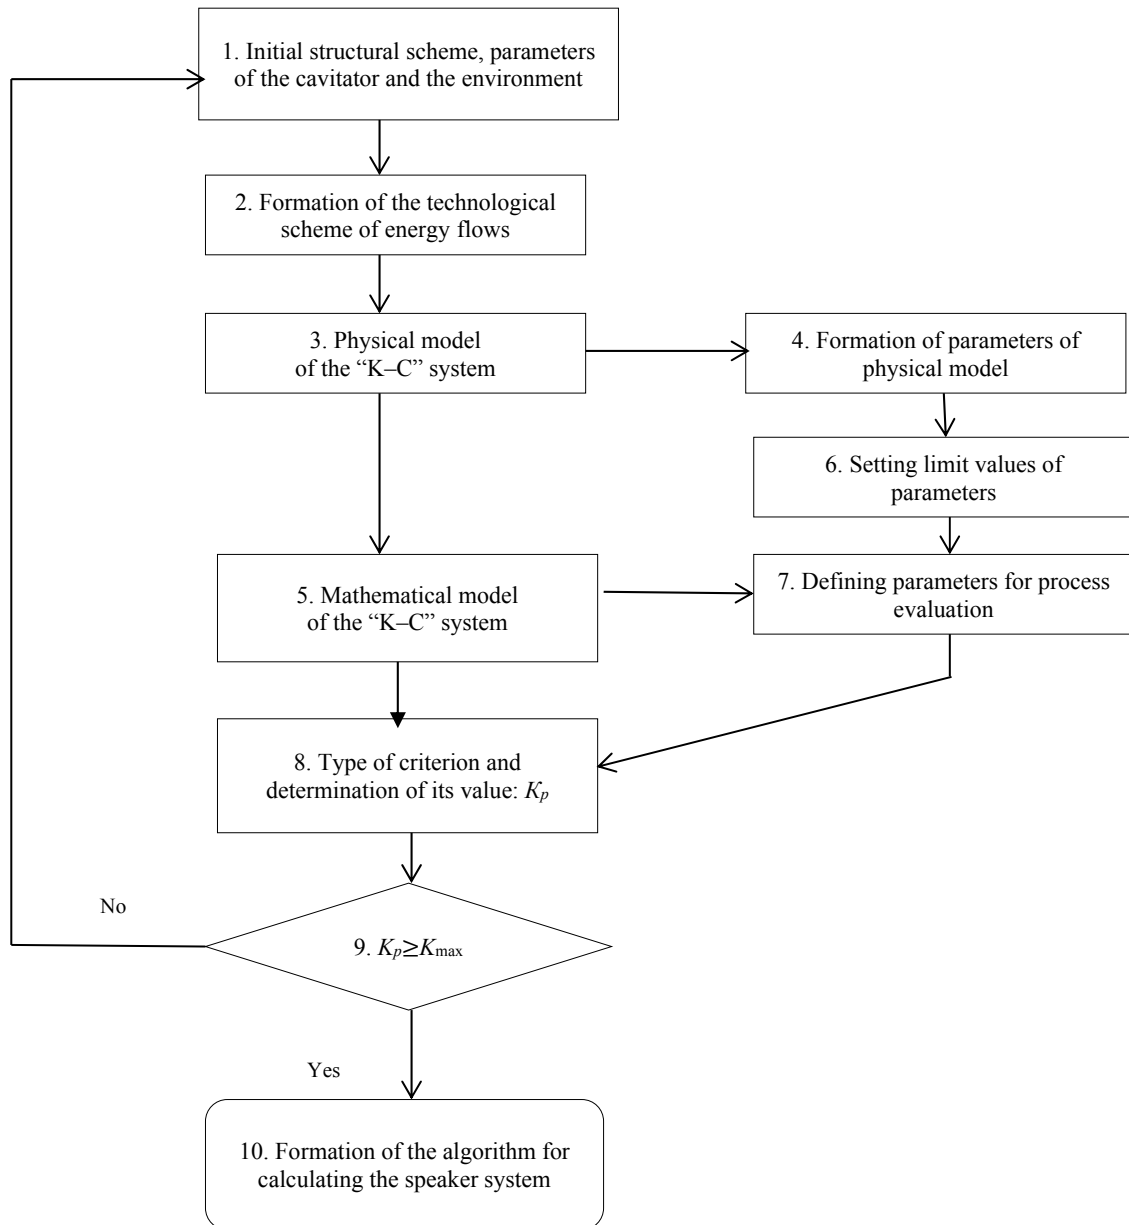 1. Initial structural scheme, parameters
of the cavitator and the environment
2. Formation of the technological
scheme of energy flows
3. Physical model
of the “K–C” system
4. Formation of parameters of
physical model
6. Setting limit values of
parameters
5. Mathematical model
of the “K–C” system
7. Defining parameters for process
evaluation
8. Type of criterion and
determination of its value: Kp
No
9. Kp≥Kmax
Yes
10. Formation of the algorithm for
calculating the speaker system